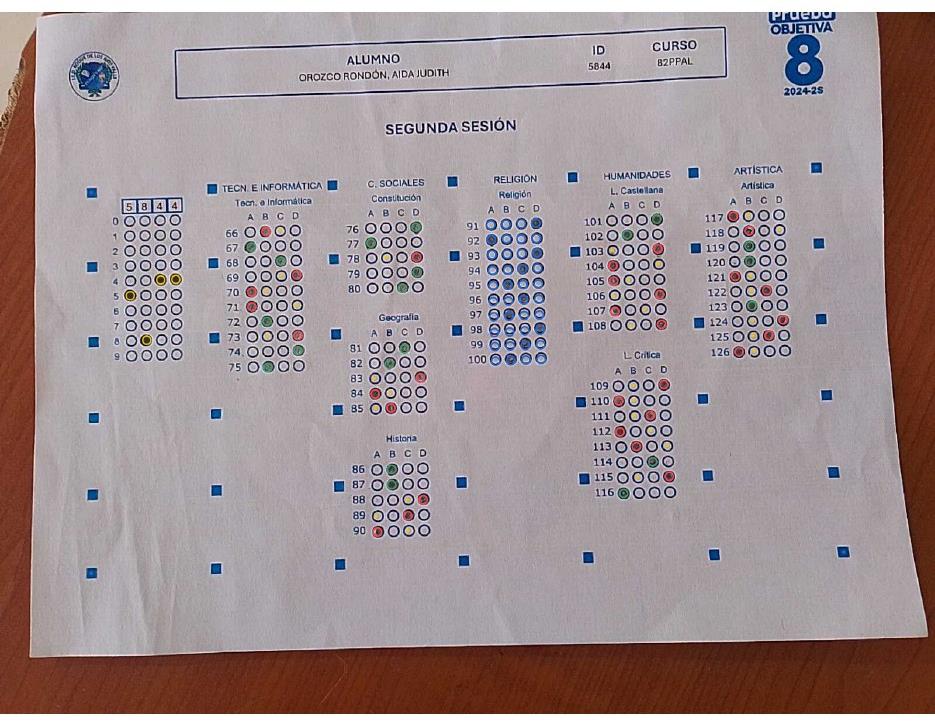 Prueba
OBJETIVA
8
2024-2S
ALUMNO
OROZCO RONDÓN, AIDA JUDITH
ID
5844
CURSO
82PPAL
SEGUNDA SESIÓN
5 8 4 4
0
1
2
3
4
5
6
7
8
9
TECN. E INFORMÁTICA
Tecn. e Informática
A B C D
66
67
68
69
70
71
72
73
74
75
C. SOCIALES
Constitución
A B C D
76
77
78
79
80
Geografía
A B C D
81
82
83
84
85
Historia
A B C D
86
87
88
89
90
RELIGIÓN
Religión
A B C D
91
92
93
94
95
96
97
98
99
100
HUMANIDADES
L. Castellana
A B C D
101
102
103
104
105
106
107
108
L. Crítica
A B C D
109
110
111
112
113
114
115
116
ARTÍSTICA
Artística
A B C D
117
118
119
120
121
122
123
124
125
126